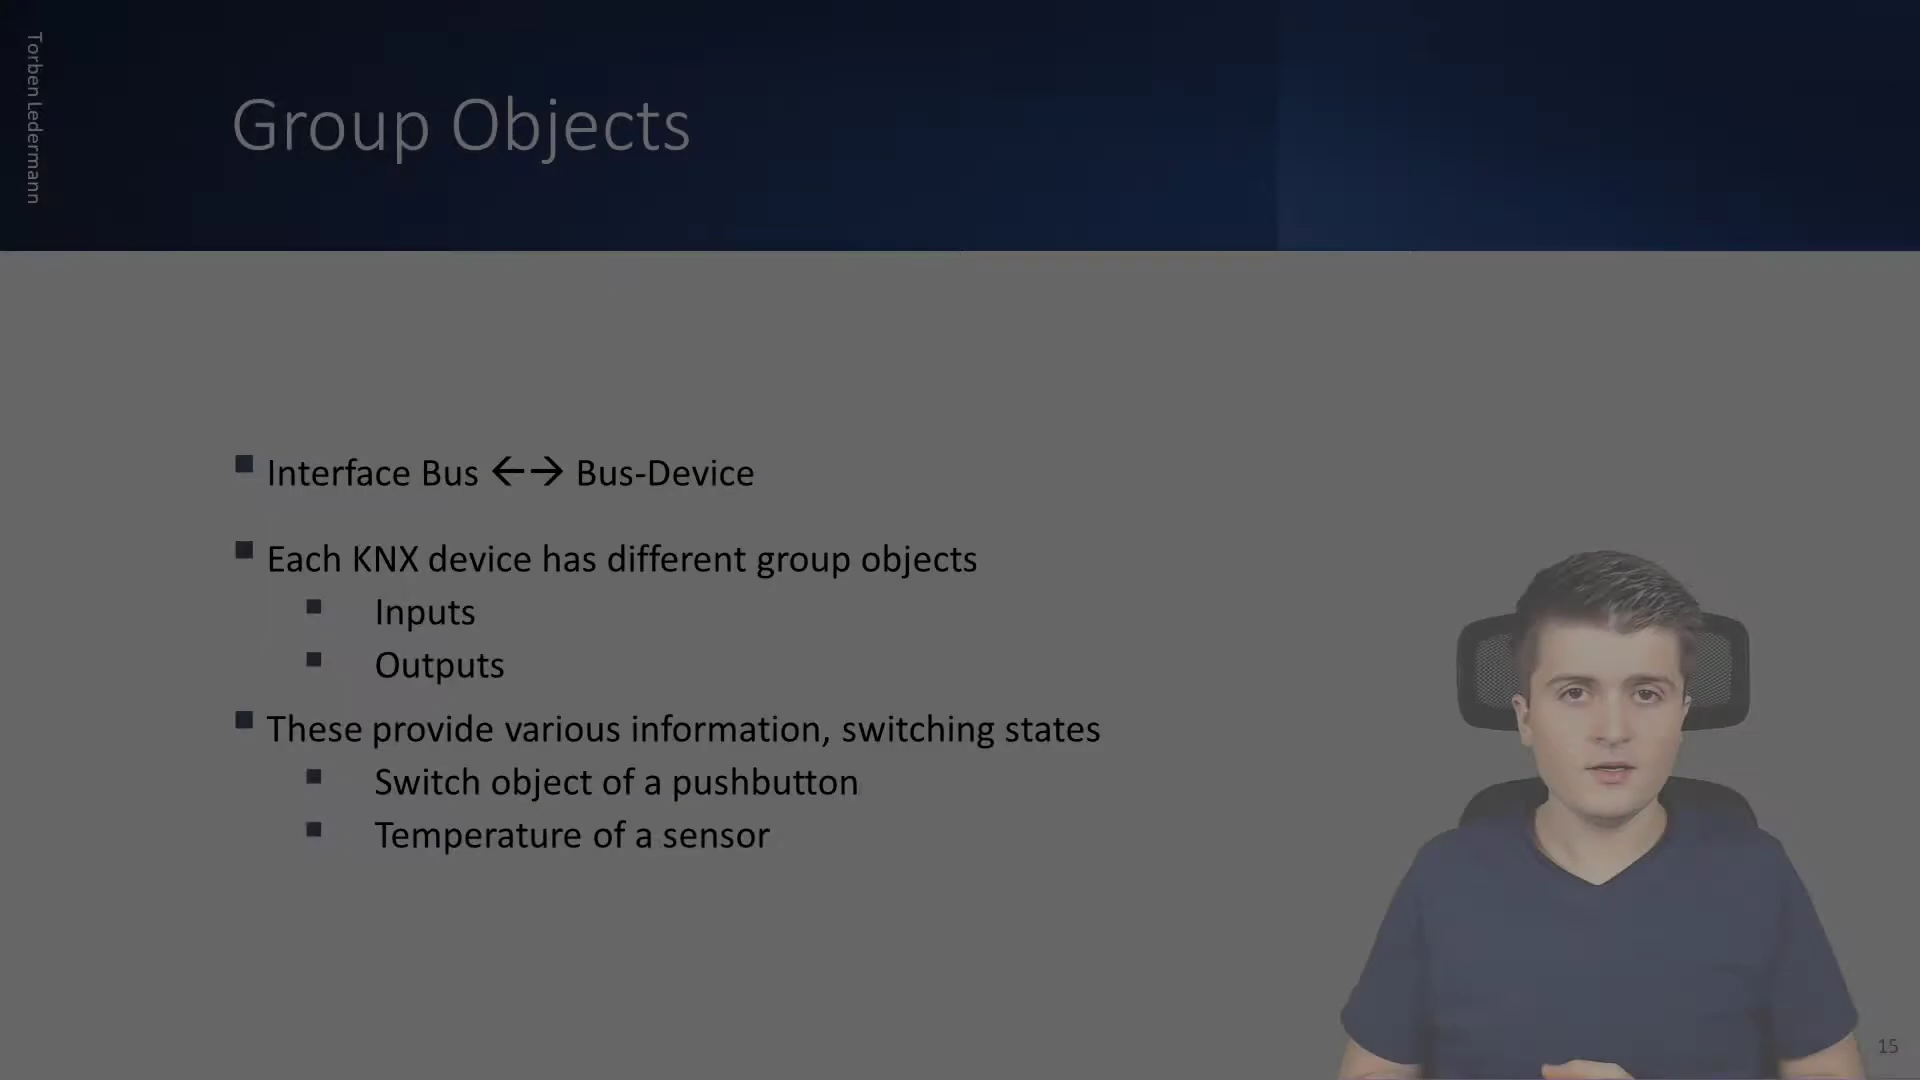 Torben Ledermann
Group Objects
Interface Bus ←→ Bus-Device
Each KNX device has different group objects
Inputs
Outputs
These provide various information, switching states
Switch object of a pushbutton
Temperature of a sensor
15